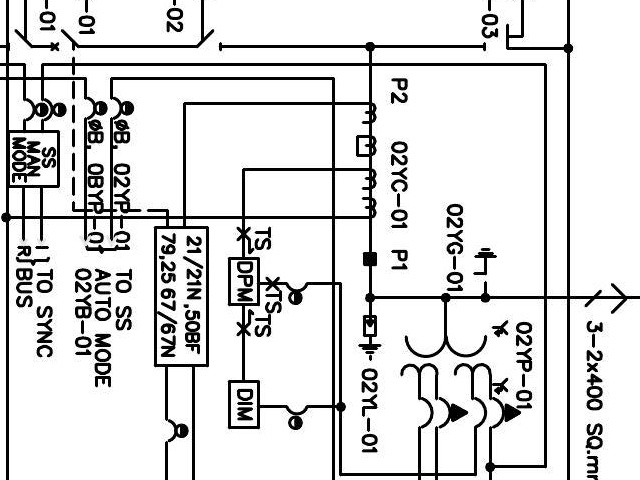 -01
-01
-02
-03
P2
02YC-01
P1
02YG-01
3-2x400 SQ.m
02YP-01
02YL-01
TS
TS
TS
DPM
DIM
21/21N,50BF
79,25,67/67N
ØB, 02YP-01
ØB, 0BYP-01
TO SS
AUTO MODE
02YB-01
SS
MAN
MODE
I} TO SYNC
R}BUS